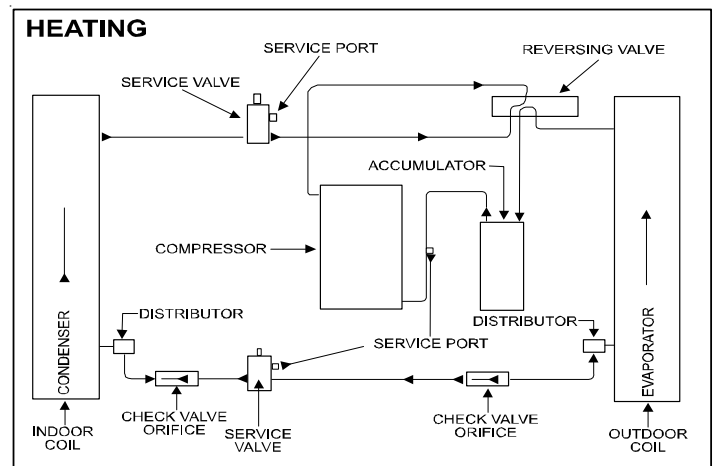 HEATING
SERVICE PORT
REVERSING VALVE
SERVICE VALVE
ACCUMULATOR
COMPRESSOR
CONDENSER
EVAPORATOR
DISTRIBUTOR
DISTRIBUTOR
SERVICE PORT
INDOOR
COIL
CHECK VALVE
ORIFICE
SERVICE
VALVE
CHECK VALVE
ORIFICE
OUTDOOR
COIL